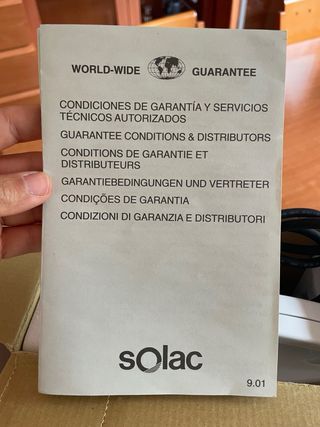 WORLD-WIDE GUARANTEE
CONDICIONES DE GARANTÍA Y SERVICIOS
TÉCNICOS AUTORIZADOS
GUARANTEE CONDITIONS & DISTRIBUTORS
CONDITIONS DE GARANTIE ET
DISTRIBUTEURS
GARANTIEBEDINGUNGEN UND VERTRETER
CONDIÇÕES DE GARANTIA
CONDIZIONI DI GARANZIA E DISTRIBUTORI
solac
9.01